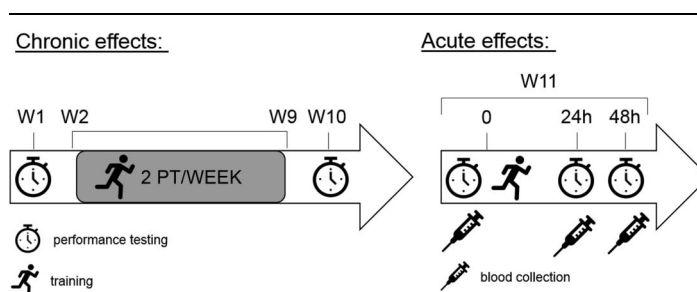 Chronic effects:
Acute effects:
W11
W1 W2 W9 W10
0 24h 48h
2 PT/WEEK
performance testing
training
blood collection